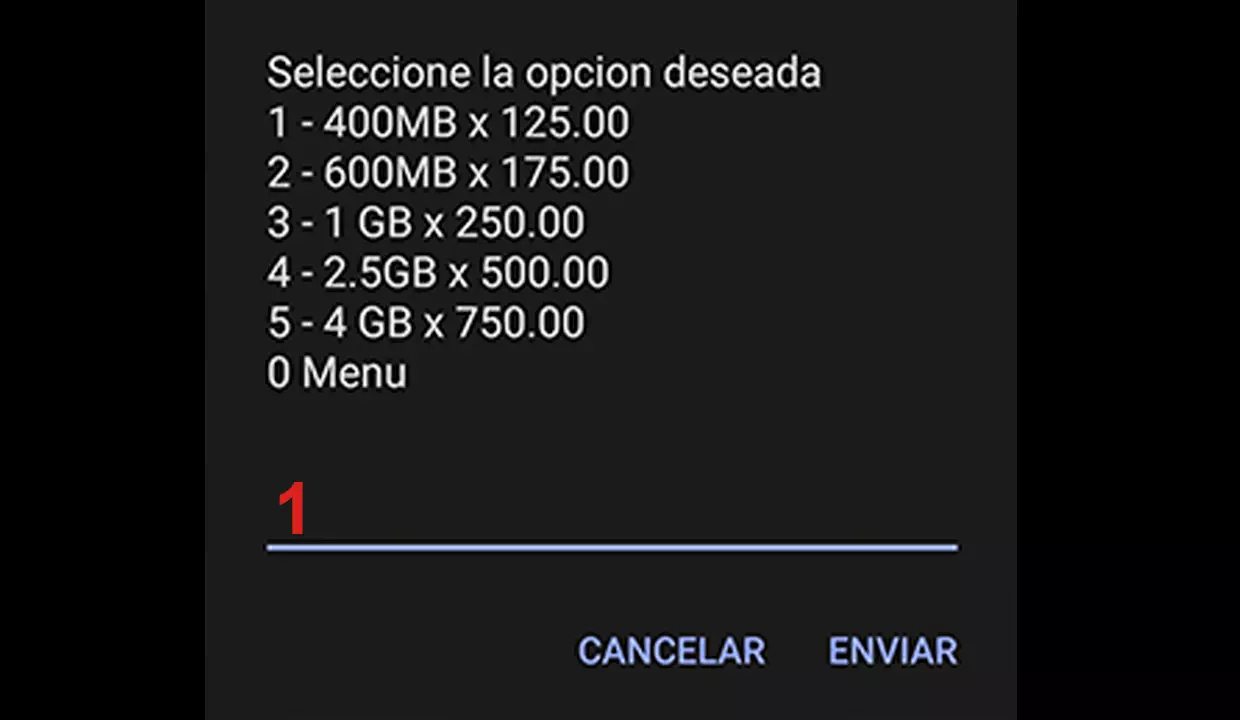 Seleccione la opcion deseada
1 - 400MB x 125.00
2 - 600MB x 175.00
3 - 1 GB x 250.00
4 - 2.5GB x 500.00
5 - 4 GB x 750.00
0 Menu
1
CANCELAR ENVIAR